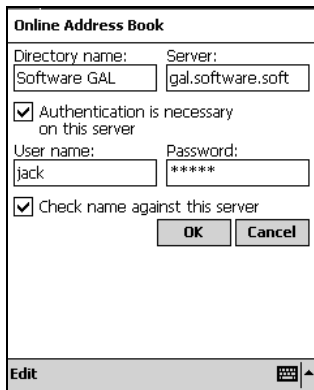 Online Address Book
Directory name: Server:
Software GAL gal.software.soft
Authentication is necessary
on this server
User name: Password:
jack *****
Check name against this server
OK Cancel
Edit